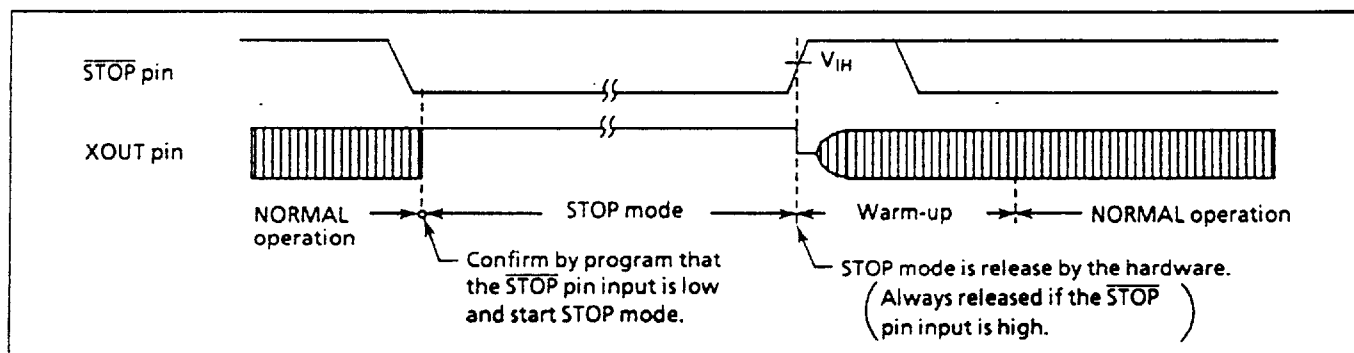 STOP pin
VIH
XOUT pin
NORMAL operation
STOP mode
Warm-up
NORMAL operation
Confirm by program that
the STOP pin input is low
and start STOP mode.
STOP mode is release by the hardware.
(Always released if the STOP
pin input is high.)